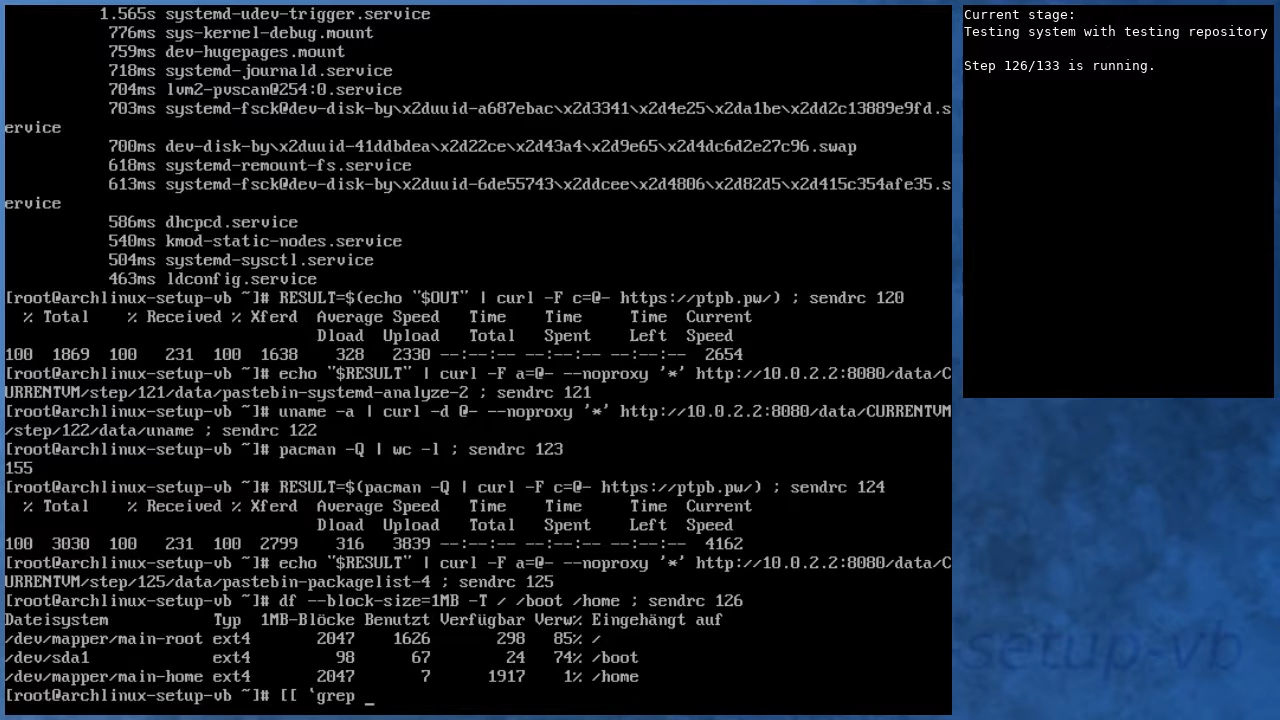 1.565s systemd-udev-trigger.service
776ms sys-kernel-debug.mount
759ms dev-hugepages.mount
718ms systemd-journald.service
704ms lvm2-pvscan@254:0.service
703ms systemd-fsck@dev-disk-by\x2duuid-a687ebac\x2d3341\x2d4e25\x2da1be\x2dd2c13889e9fd.s
ervice
700ms dev-disk-by\x2duuid-41ddbdea\x2d22ce\x2d43a4\x2d9e65\x2d4dc6d2e27c96.swap
618ms systemd-remount-fs.service
613ms systemd-fsck@dev-disk-by\x2duuid-6de55743\x2ddcee\x2d4806\x2d82d5\x2d415c354afe35.s
ervice
586ms dhcpcd.service
540ms kmod-static-nodes.service
504ms systemd-sysctl.service
463ms ldconfig.service
[root@archlinux-setup-vb ~]# RESULT=$(echo "$OUT" | curl -F c=@- https://ptpb.pw/) ; sendrc 120
% Total % Received % Xferd Average Speed Time Time Time Current
Dload Upload Total Spent Left Speed
100 1869 100 231 100 1638 328 2330 --:--:-- --:--:-- --:--:-- 2654
[root@archlinux-setup-vb ~]# echo "$RESULT" | curl -F a=@- --noproxy '*' http://10.0.2.2:8080/data/C
URRENTVM/step/121/data/pastebin-systemd-analyze-2 ; sendrc 121
[root@archlinux-setup-vb ~]# uname -a | curl -d @- --noproxy '*' http://10.0.2.2:8080/data/CURRENTVM
/step/122/data/uname ; sendrc 122
[root@archlinux-setup-vb ~]# pacman -Q | wc -l ; sendrc 123
155
[root@archlinux-setup-vb ~]# RESULT=$(pacman -Q | curl -F c=@- https://ptpb.pw/) ; sendrc 124
% Total % Received % Xferd Average Speed Time Time Time Current
Dload Upload Total Spent Left Speed
100 3030 100 231 100 2799 316 3839 --:--:-- --:--:-- --:--:-- 4162
[root@archlinux-setup-vb ~]# echo "$RESULT" | curl -F a=@- --noproxy '*' http://10.0.2.2:8080/data/C
URRENTVM/step/125/data/pastebin-packagelist-4 ; sendrc 125
[root@archlinux-setup-vb ~]# df --block-size=1MB -T / /boot /home ; sendrc 126
Dateisystem Typ 1MB-Blöcke Benutzt Verfügbar Verw% Eingehängt auf
/dev/mapper/main-root ext4 2047 1626 298 85% /
/dev/sda1 ext4 98 67 24 74% /boot
/dev/mapper/main-home ext4 2047 7 1917 1% /home
[root@archlinux-setup-vb ~]# [[ `grep _
Current stage:
Testing system with testing repository
Step 126/133 is running.
setup-vb